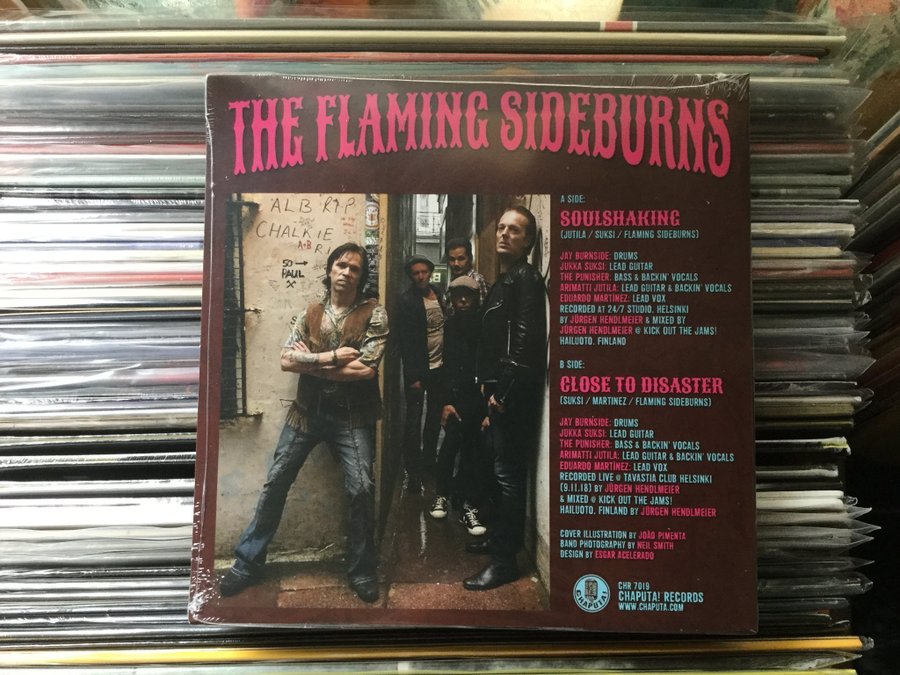 THE FLAMING SIDEBURNS
ALB RIP
CHALKIE
A+B
50 →
PAUL
X
A SIDE:
SOULSHAKING
(JUTILA / SUKSI / FLAMING SIDEBURNS)
JAY BURNSIDE: DRUMS
JUKKA SUKSI: LEAD GUITAR
THE PUNISHER: BASS & BACKIN' VOCALS
ARIMATTI JUTILA: LEAD GUITAR & BACKIN' VOCALS
EDUARDO MARTÍNEZ: LEAD VOX
RECORDED AT 24/7 STUDIO. HELSINKI
BY JÜRGEN HENDLMEIER & MIXED BY
JÜRGEN HENDLMEIER @ KICK OUT THE JAMS!
HAILUOTO. FINLAND
B SIDE:
CLOSE TO DISASTER
(SUKSI / MARTINEZ / FLAMING SIDEBURNS)
JAY BURNSIDE: DRUMS
JUKKA SUKSI: LEAD GUITAR
THE PUNISHER: BASS & BACKIN' VOCALS
ARIMATTI JUTILA: LEAD GUITAR & BACKIN' VOCALS
EDUARDO MARTÍNEZ: LEAD VOX
RECORDED LIVE @ TAVASTIA CLUB HELSINKI
(9.11.18) BY JÜRGEN HENDLMEIER
& MIXED @ KICK OUT THE JAMS!
HAILUOTO. FINLAND BY JÜRGEN HENDLMEIER
COVER ILLUSTRATION BY JOÃO PIMENTA
BAND PHOTOGRAPHY BY NEIL SMITH
DESIGN BY ESGAR ACELERADO
CHAPUTA!
CHR 7019
CHAPUTA! RECORDS
WWW.CHAPUTA.COM